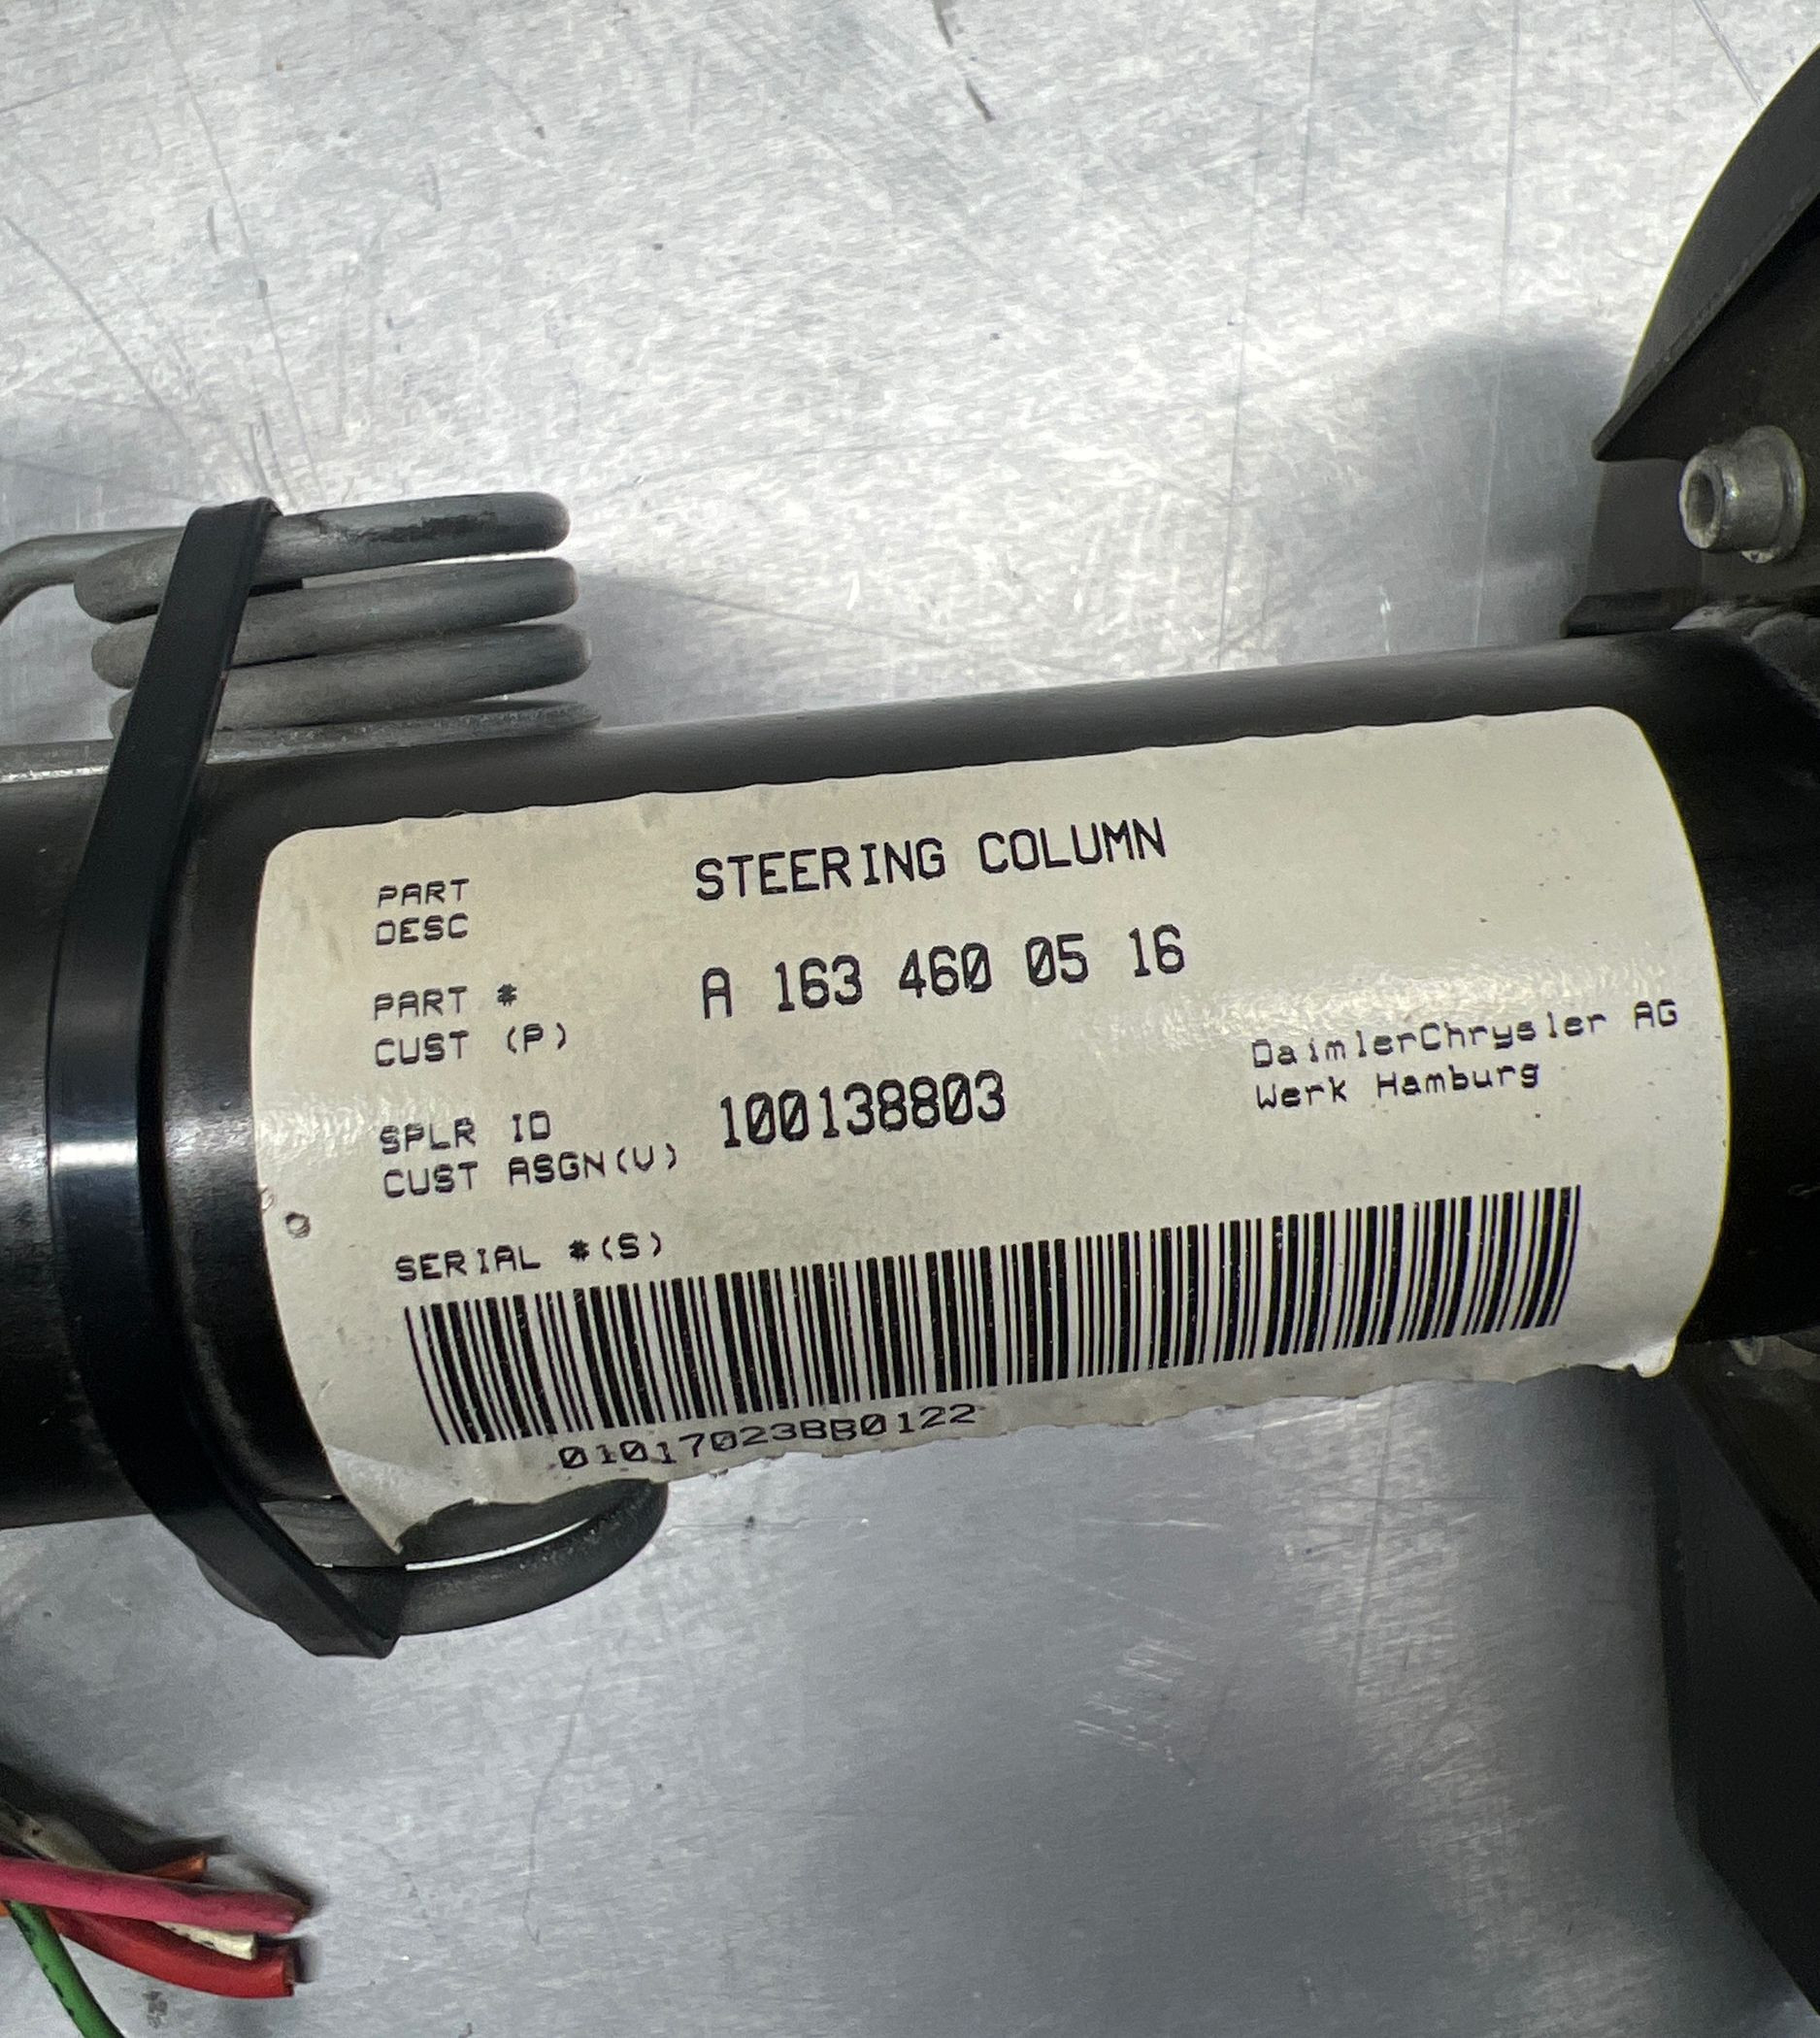 PART STEERING COLUMN
DESC
PART # A 163 460 05 16
CUST (P)
DaimlerChrysler AG
SPLR ID 100138803 Werk Hamburg
CUST ASGN(V)
SERIAL #(S)
01017023BB0122